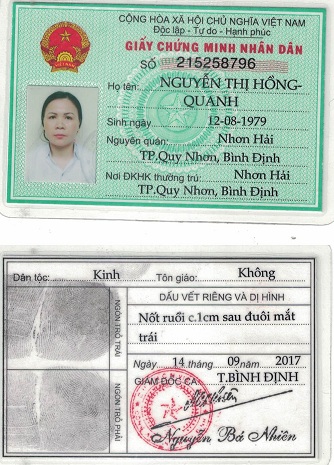 CỘNG HÒA XÃ HỘI CHỦ NGHĨA VIỆT NAM
Độc lập - Tự do - Hạnh phúc
GIẤY CHỨNG MINH NHÂN DÂN
SỐ 215258796
Họ tên: NGUYỄN THỊ HỒNG-
QUANH
Sinh ngày: 12-08-1979
Nguyên quán: Nhơn Hải
TP.Quy Nhơn, Bình Định
Nơi ĐKHK thường trú: Nhơn Hải
TP.Quy Nhơn, Bình Định
Dân tộc: Kinh Tôn giáo: Không
NGÓN TRỎ TRÁI
NGÓN TRỎ PHẢI
DẤU VẾT RIÊNG VÀ DỊ HÌNH
Nốt ruồi c.1cm sau đuôi mắt
trái
Ngày 14 tháng 09 năm 2017
GIÁM ĐỐC CA T.BÌNH ĐỊNH
Nguyễn Bá Nhiên